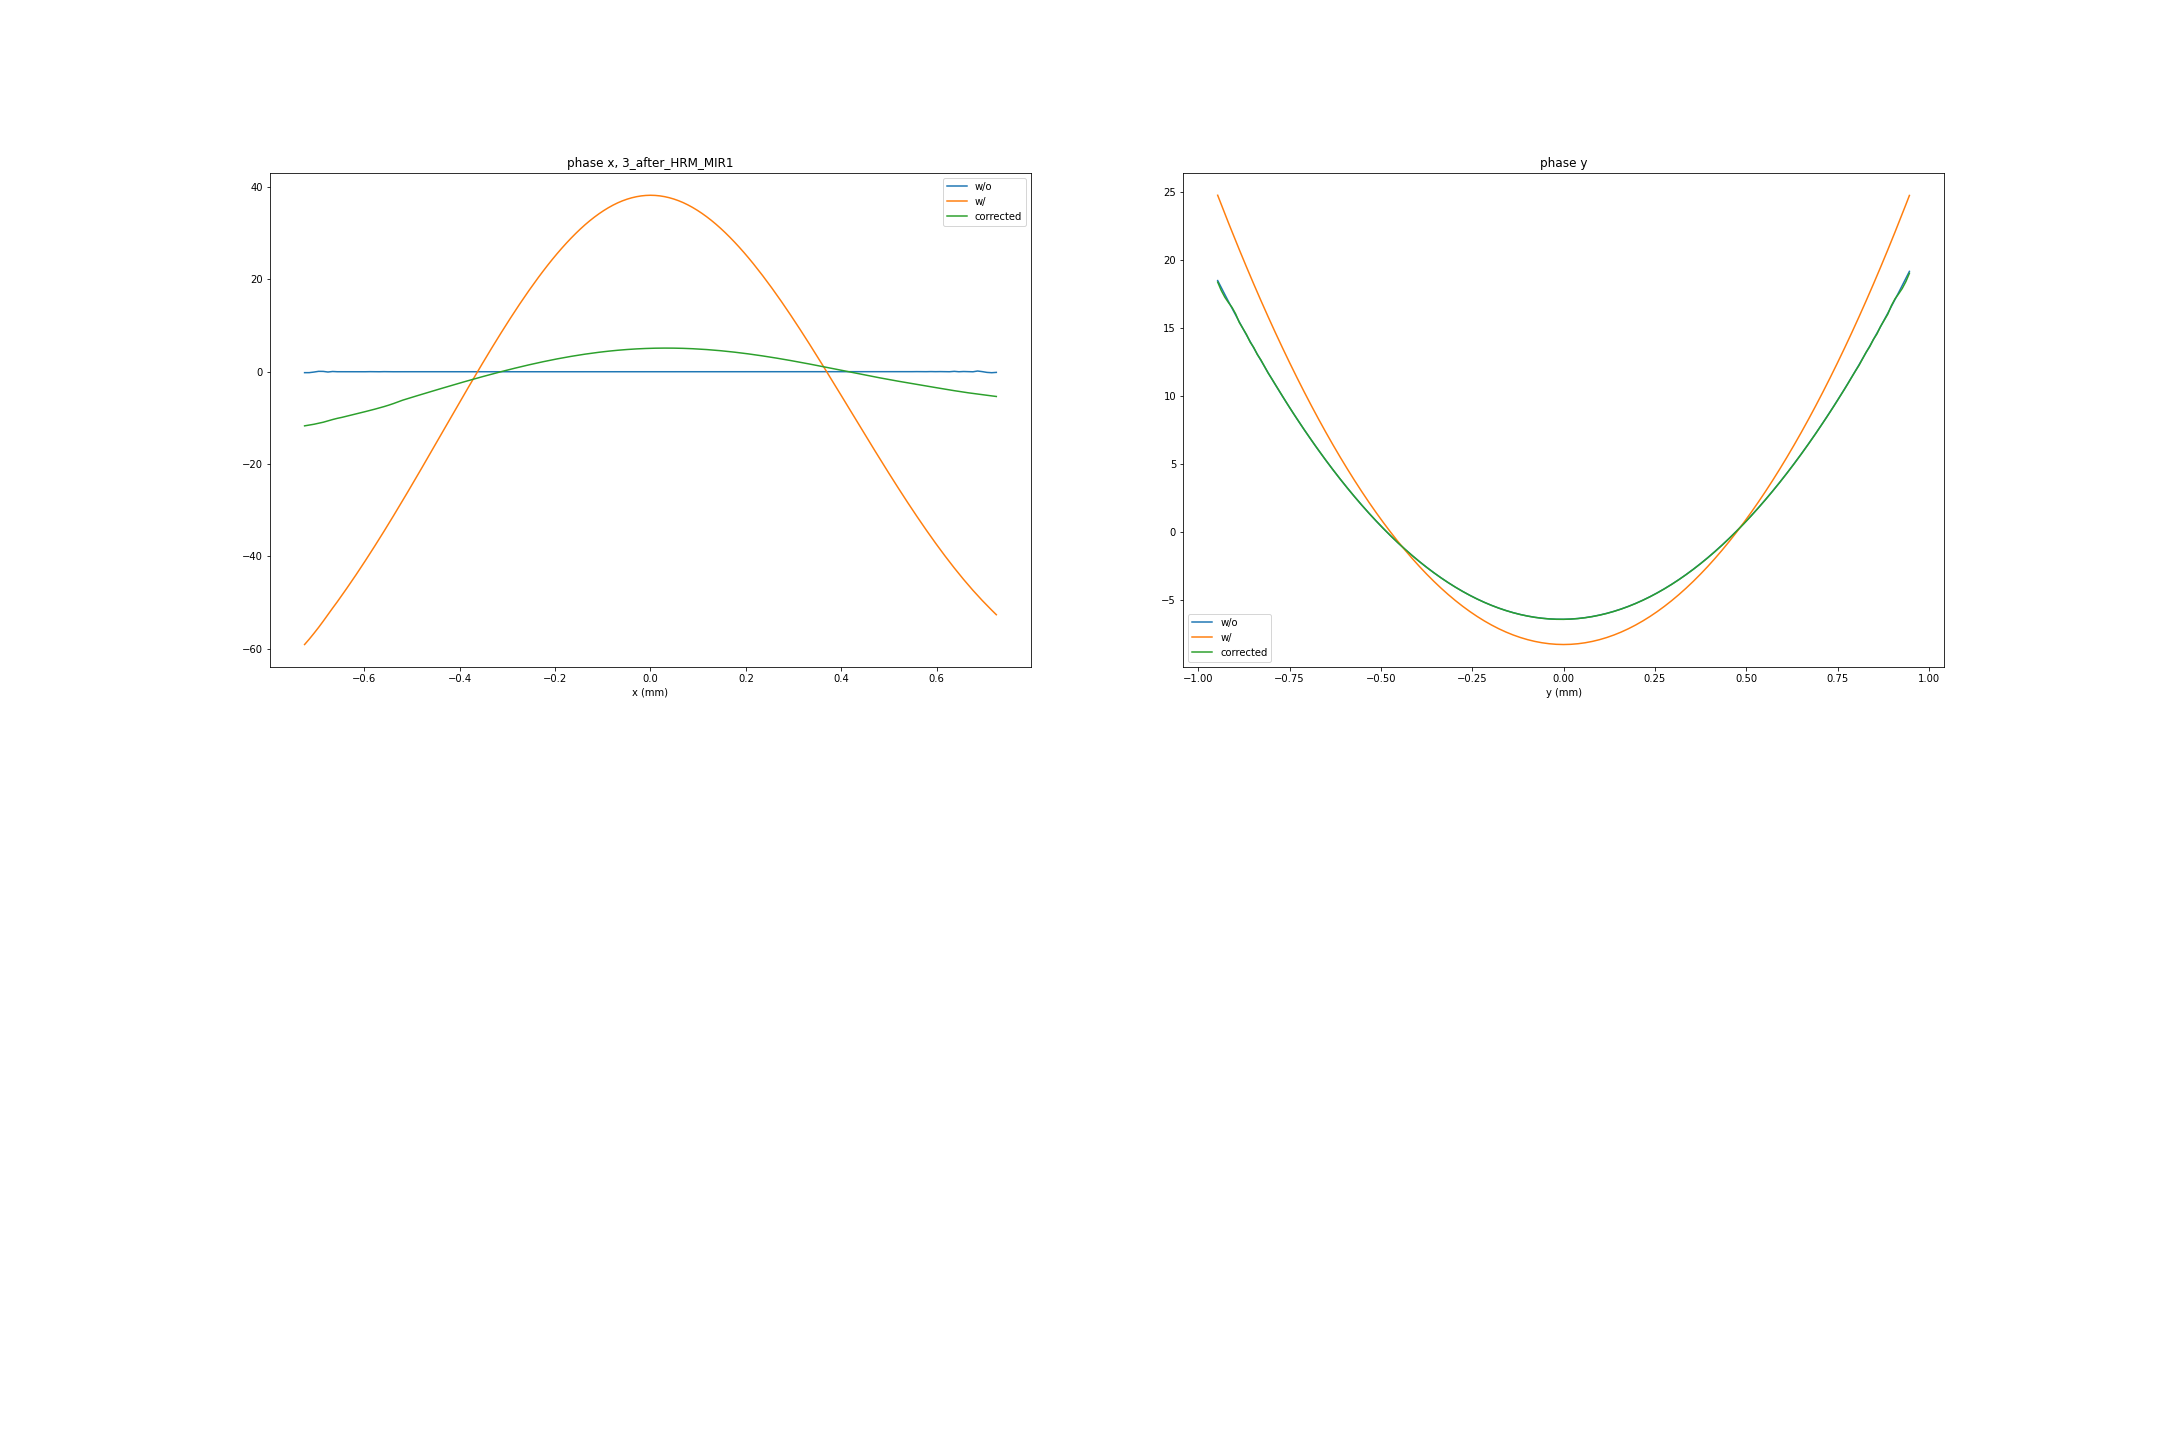 phase x, 3_after_HRM_MIR1
40
20
0
−20
−40
−60
−0.6 −0.4 −0.2 0.0 0.2 0.4 0.6
x (mm)
w/o
w/
corrected
phase y
25
20
15
10
5
0
−5
−1.00 −0.75 −0.50 −0.25 0.00 0.25 0.50 0.75 1.00
y (mm)
w/o
w/
corrected